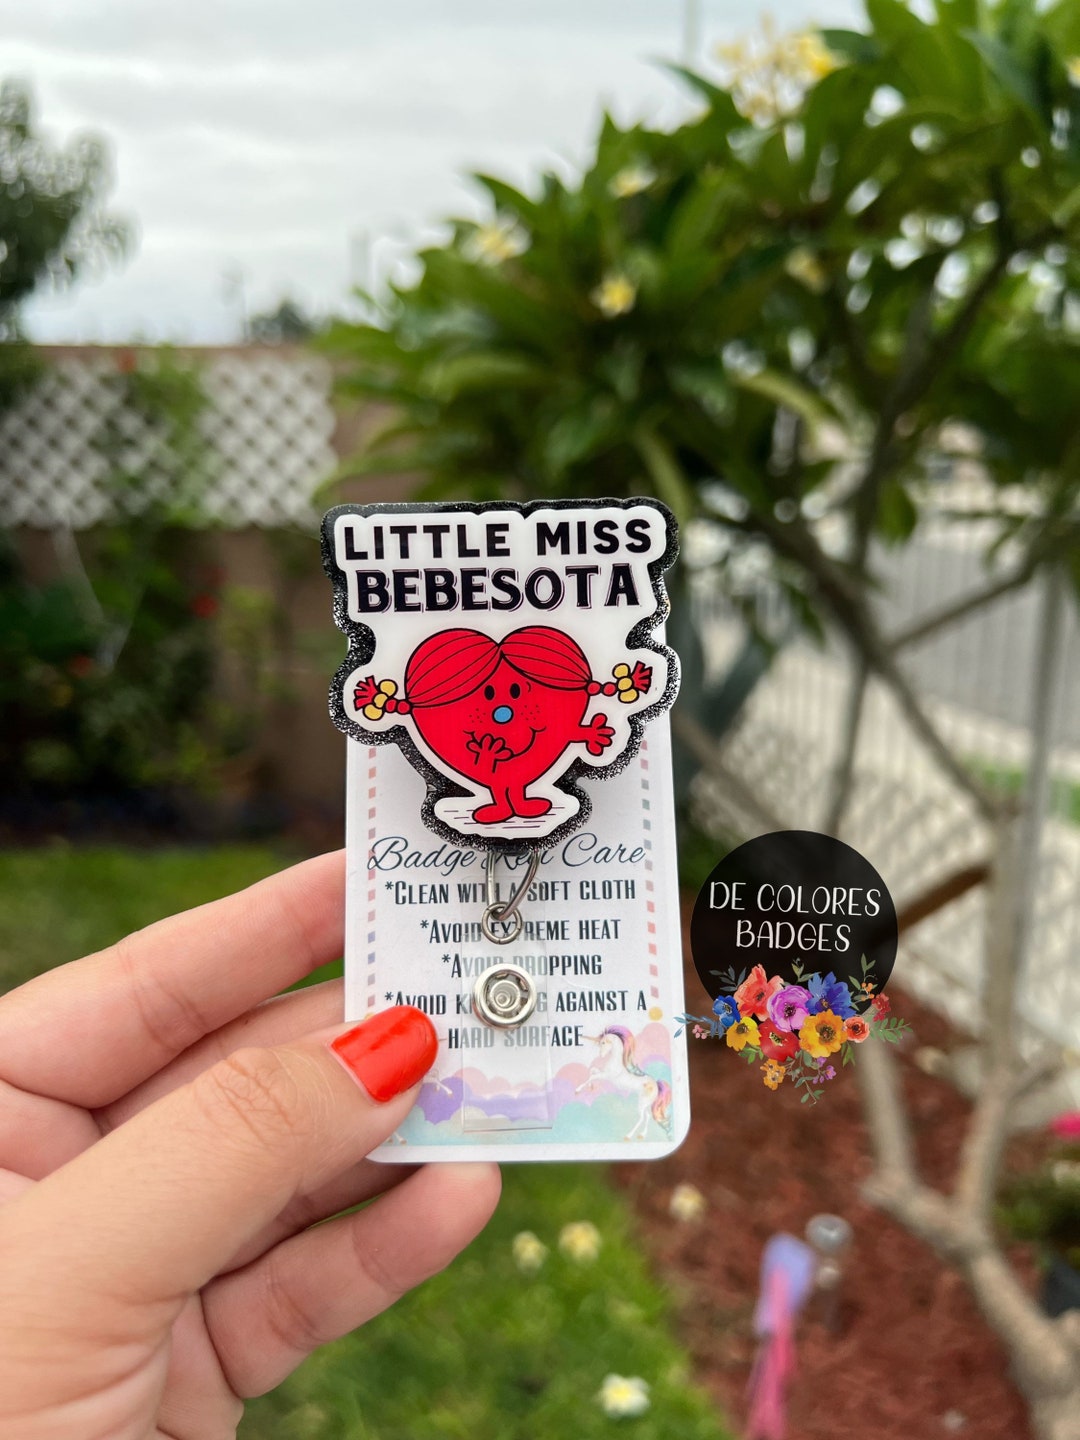 LITTLE MISS
BEBESOTA
Badge Reel Care
*CLEAN WITH A SOFT CLOTH
*AVOID EXTREME HEAT
*AVOID DROPPING
*AVOID KNOCKING AGAINST A
HARD SURFACE
DE COLORES
BADGES